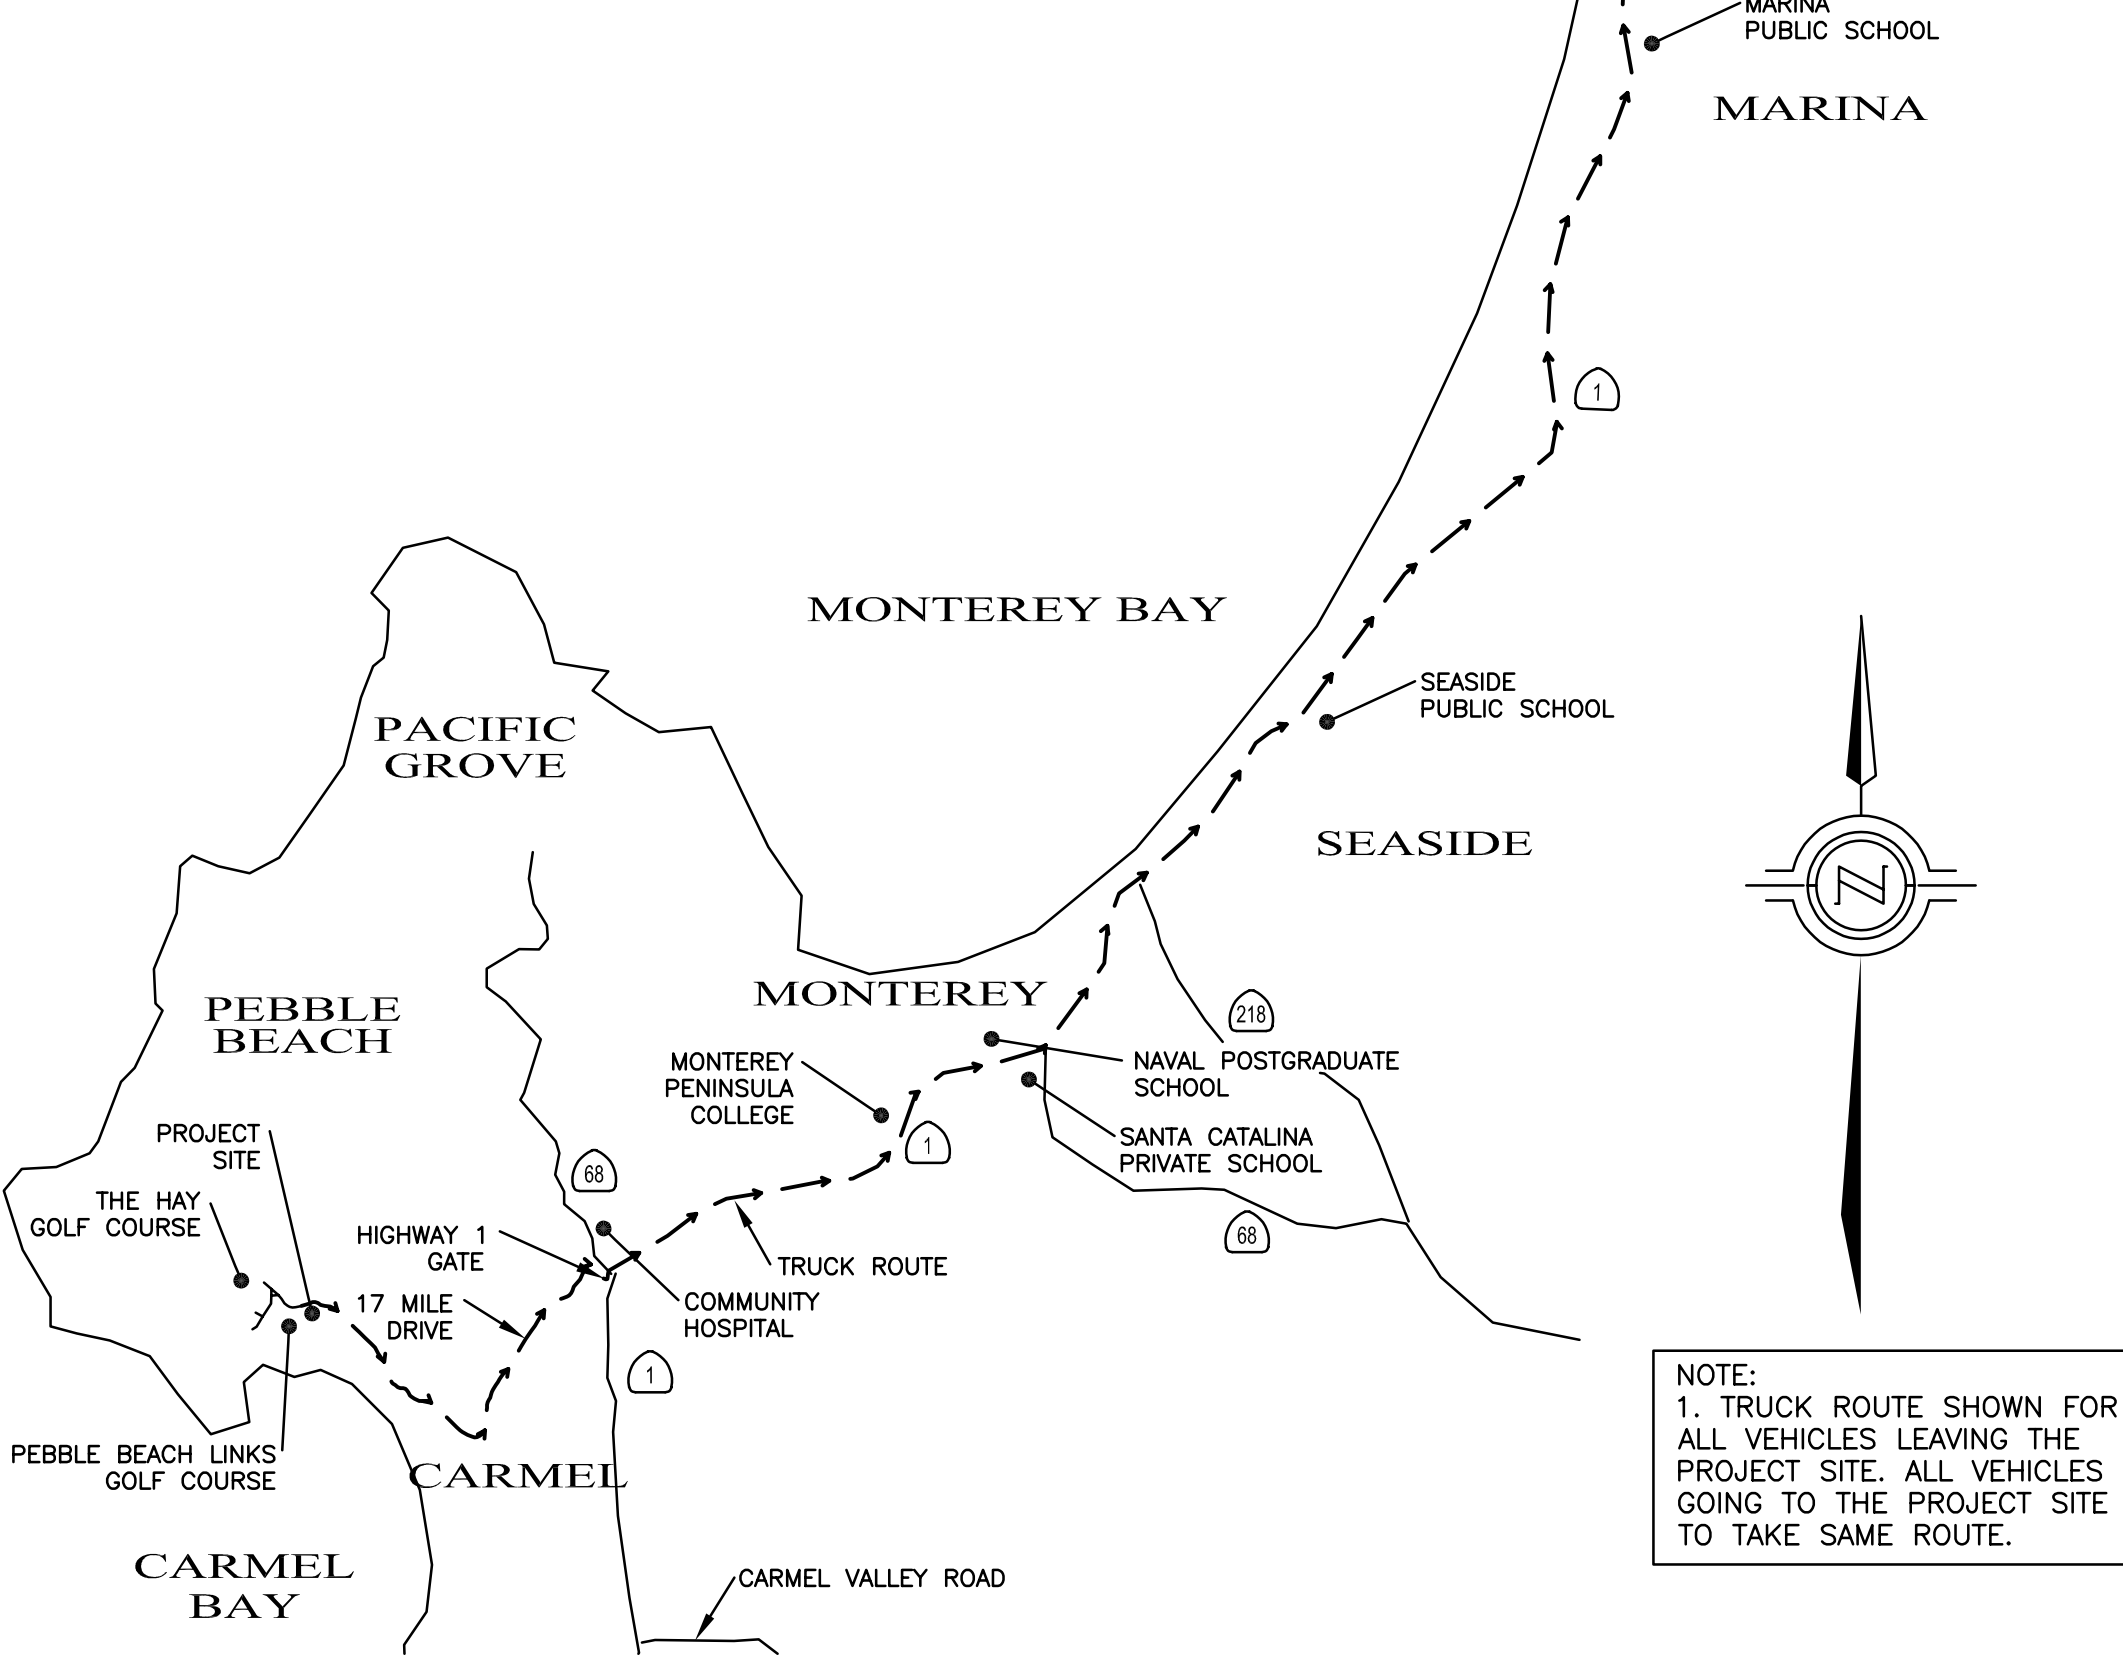 MARINA
PUBLIC SCHOOL
MARINA
1
MONTEREY BAY
SEASIDE
PUBLIC SCHOOL
PACIFIC
GROVE
SEASIDE
N
MONTEREY
PEBBLE
BEACH
218
MONTEREY
PENINSULA
COLLEGE
NAVAL POSTGRADUATE
SCHOOL
PROJECT
SITE
SANTA CATALINA
PRIVATE SCHOOL
1
68
THE HAY
GOLF COURSE
HIGHWAY 1
GATE
68
TRUCK ROUTE
17 MILE
DRIVE
COMMUNITY
HOSPITAL
1
PEBBLE BEACH LINKS
GOLF COURSE
CARMEL
CARMEL
BAY
CARMEL VALLEY ROAD
NOTE:
1. TRUCK ROUTE SHOWN FOR
ALL VEHICLES LEAVING THE
PROJECT SITE. ALL VEHICLES
GOING TO THE PROJECT SITE
TO TAKE SAME ROUTE.